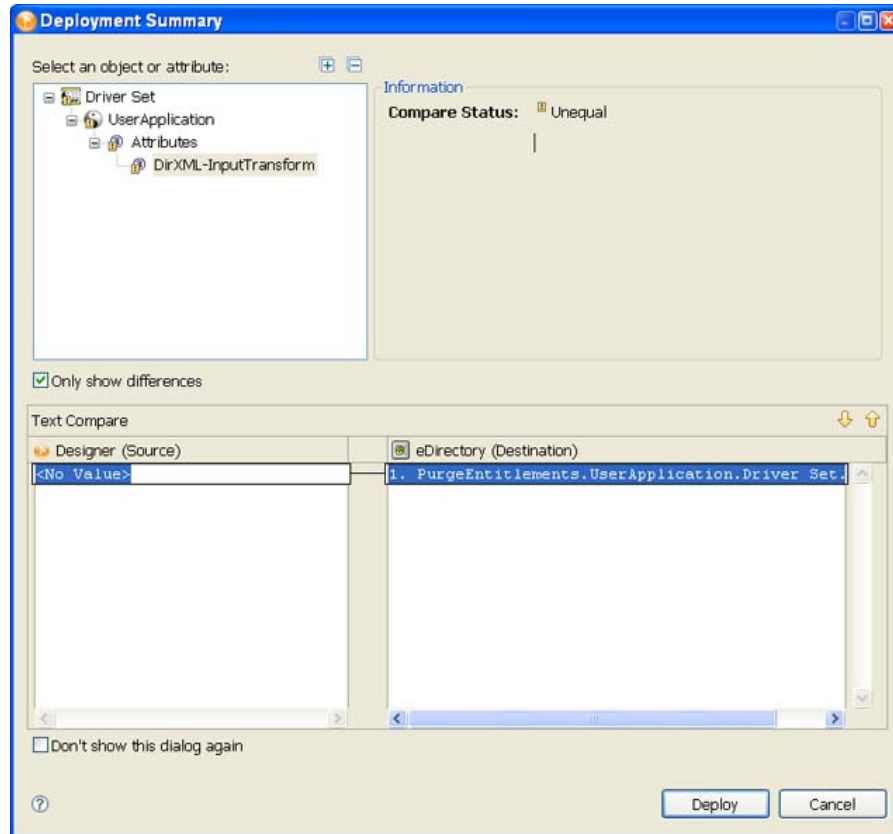 Deployment Summary
Select an object or attribute:
Driver Set
UserApplication
Attributes
DirXML-InputTransform
Information
Compare Status: Unequal
Only show differences
Text Compare
Designer (Source)
eDirectory (Destination)
<No Value>
1. PurgeEntitlements.UserApplication.Driver Set.
Don't show this dialog again
Deploy
Cancel